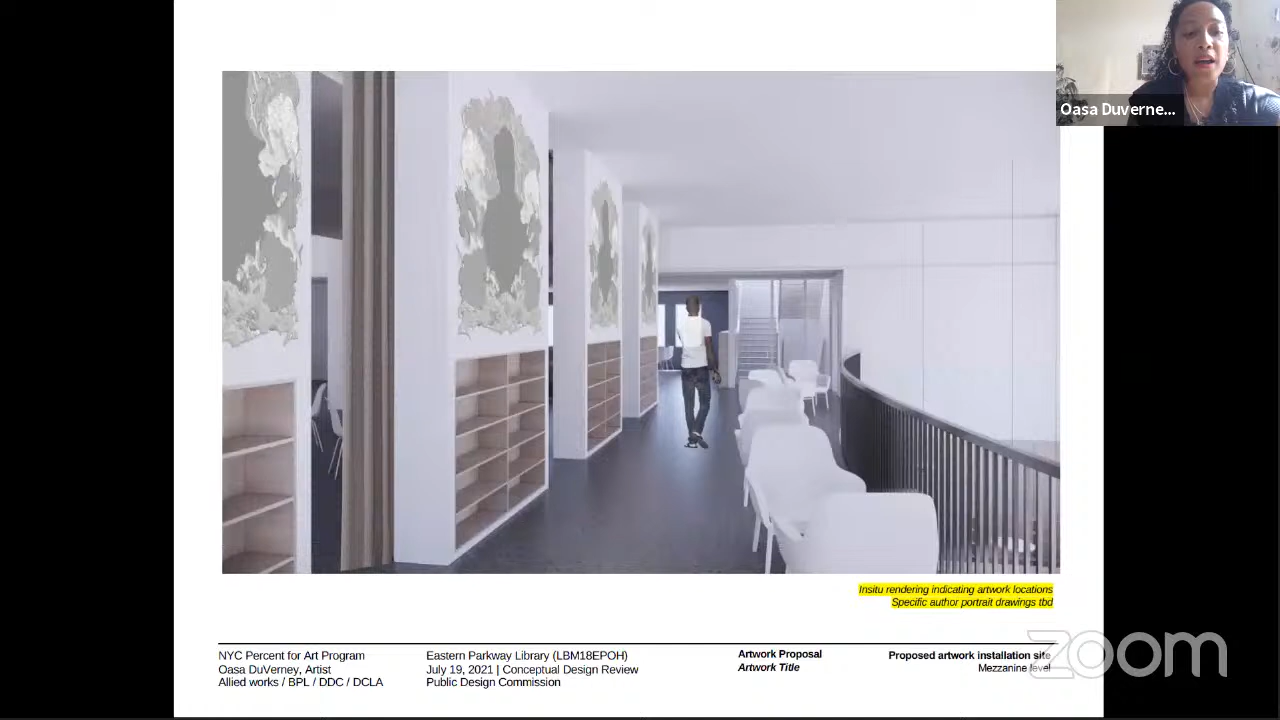 Oasa Duverne...
Insitu rendering indicating artwork locations
Specific author portrait drawings tbd
NYC Percent for Art Program
Oasa DuVerney, Artist
Allied works / BPL / DDC / DCLA
Eastern Parkway Library (LBM18EPOH)
July 19, 2021 | Conceptual Design Review
Public Design Commission
Artwork Proposal
Artwork Title
Proposed artwork installation site
Mezzanine level
zoom